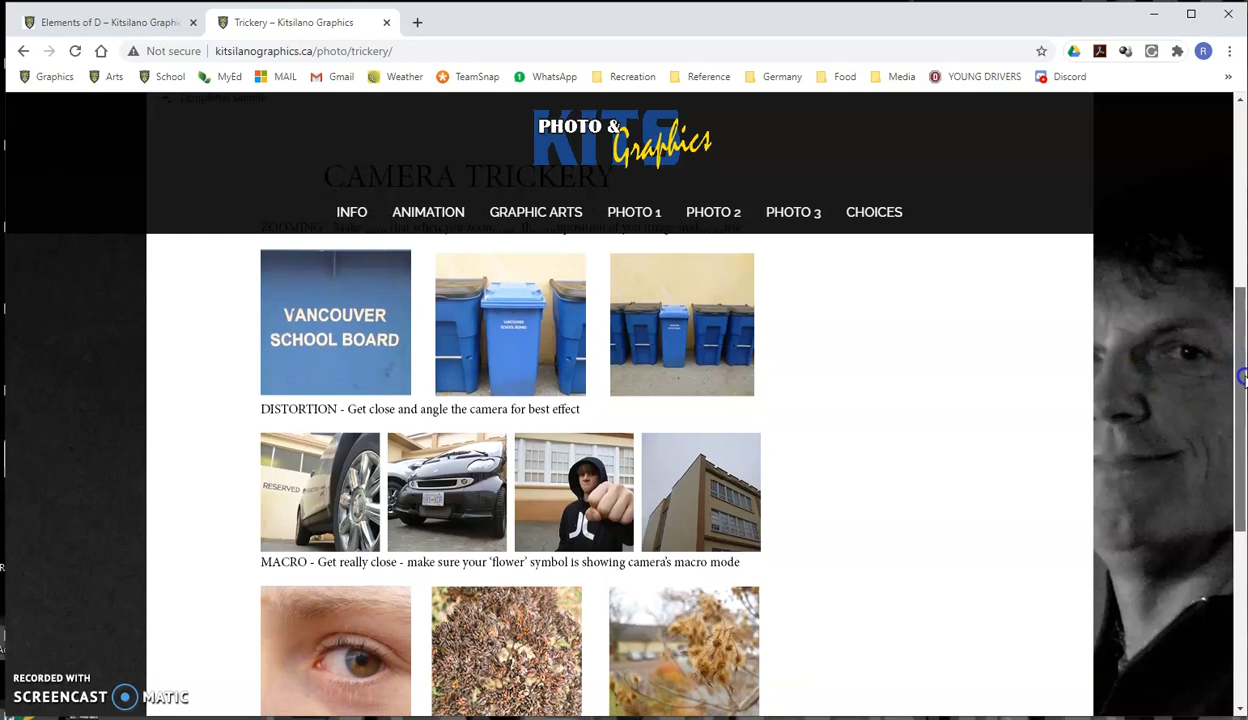 Elements of D – Kitsilano Graphic
Trickery – Kitsilano Graphics
Not secure
kitsilanographics.ca/photo/trickery/
R
Graphics
Arts
School
MyEd
MAIL
Gmail
Weather
TeamSnap
WhatsApp
Recreation
Reference
Germany
Food
Media
YOUNG DRIVERS
Discord
»
Completed Sample
KITS
PHOTO &
Graphics
CAMERA TRICKERY
INFO
ANIMATION
GRAPHIC ARTS
PHOTO 1
PHOTO 2
PHOTO 3
CHOICES
VANCOUVER
SCHOOL BOARD
DISTORTION - Get close and angle the camera for best effect
RESERVED
MACRO - Get really close - make sure your ‘flower’ symbol is showing camera’s macro mode
RECORDED WITH
SCREENCAST MATIC